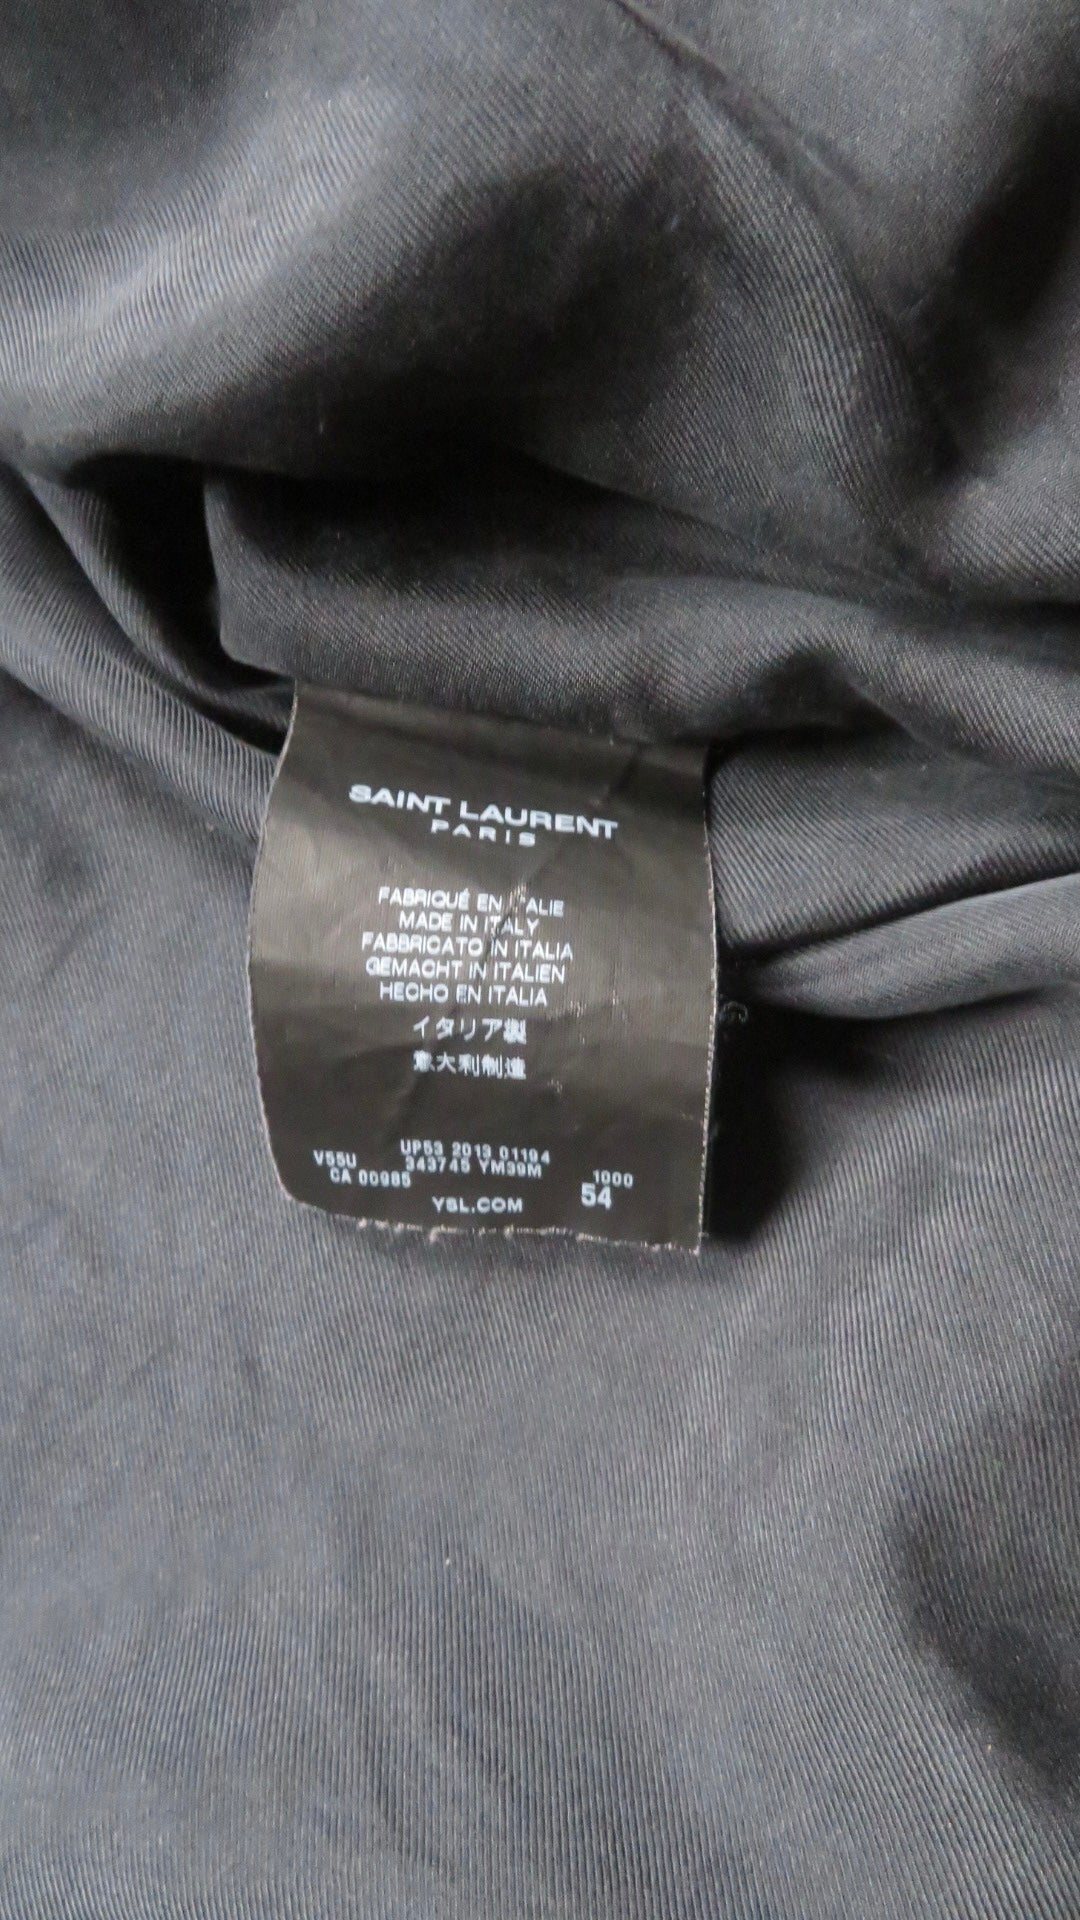 SAINT LAURENT
PARIS
FABRIQUÉ EN ITALIE
MADE IN ITALY
FABBRICATO IN ITALIA
GEMACHT IN ITALIEN
HECHO EN ITALIA
イタリア製
意大利制造
UP53 2013 01194
V55U 343745 YM39M 1000
CA 00985 54
YSL.COM